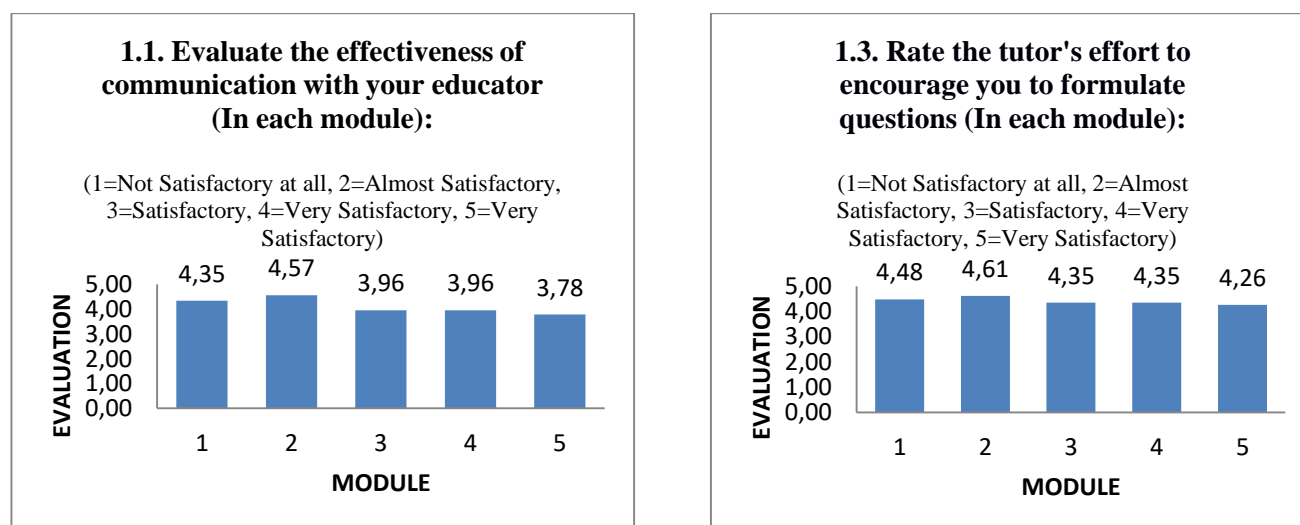 1.1. Evaluate the effectiveness of
communication with your educator
(In each module):
(1=Not Satisfactory at all, 2=Almost Satisfactory,
3=Satisfactory, 4=Very Satisfactory, 5=Very
Satisfactory)
4,35 4,57 3,96 3,96 3,78
5,00
4,00
3,00
2,00
1,00
0,00
EVALUATION
1 2 3 4 5
MODULE
1.3. Rate the tutor's effort to
encourage you to formulate
questions (In each module):
(1=Not Satisfactory at all, 2=Almost
Satisfactory, 3=Satisfactory, 4=Very
Satisfactory, 5=Very Satisfactory)
4,48 4,61 4,35 4,35 4,26
5,00
4,00
3,00
2,00
1,00
0,00
EVALUATION
1 2 3 4 5
MODULE